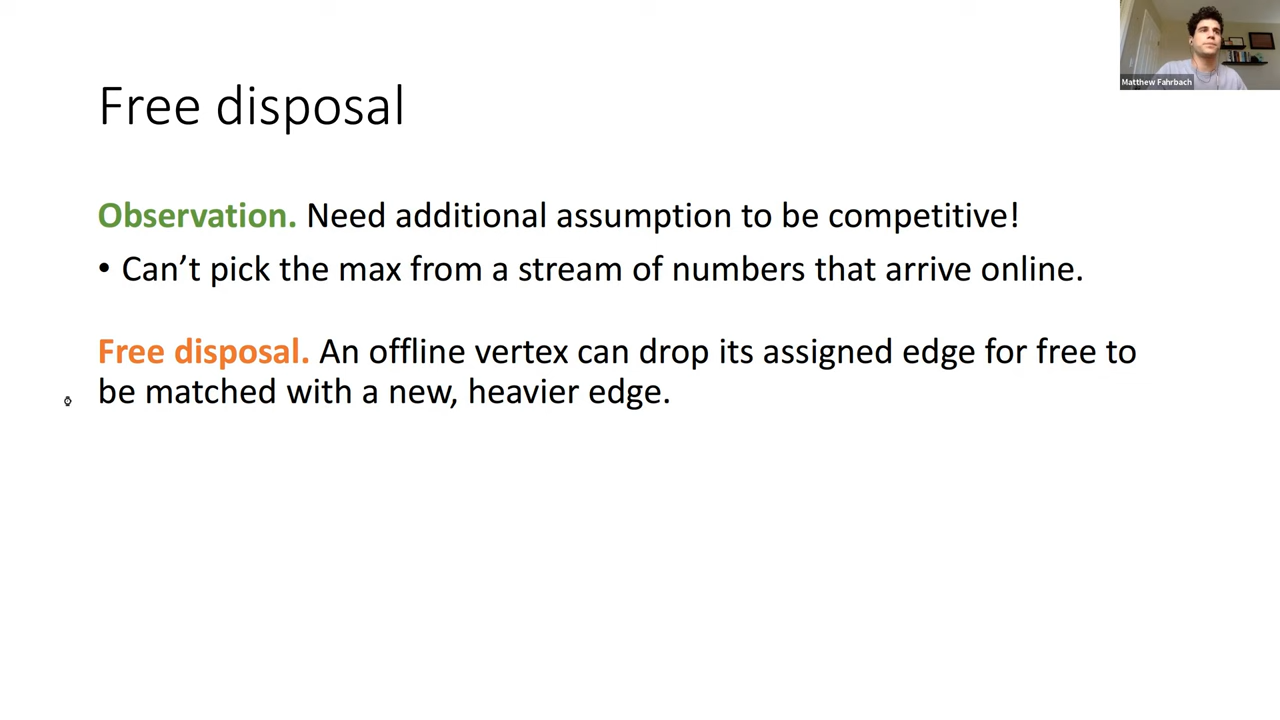 Matthew Fahrbach
Free disposal
Observation. Need additional assumption to be competitive!
• Can’t pick the max from a stream of numbers that arrive online.
Free disposal. An offline vertex can drop its assigned edge for free to
be matched with a new, heavier edge.